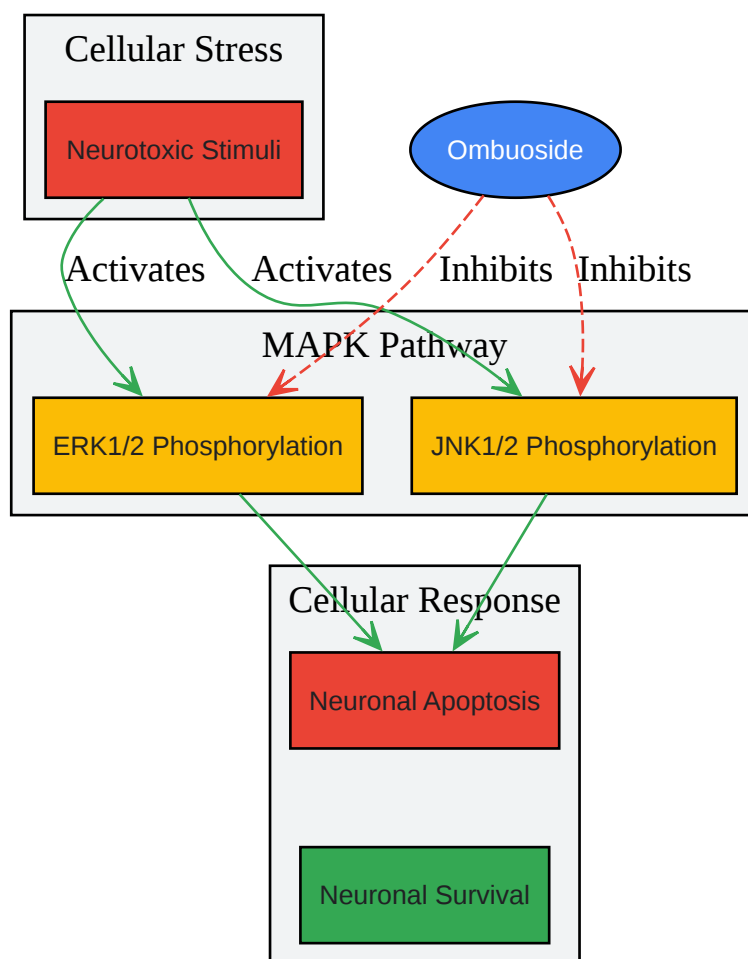 Cellular Stress
Neurotoxic Stimuli
Ombuoside
Activates
Activates
Inhibits
Inhibits
MAPK Pathway
ERK1/2 Phosphorylation
JNK1/2 Phosphorylation
Cellular Response
Neuronal Apoptosis
Neuronal Survival